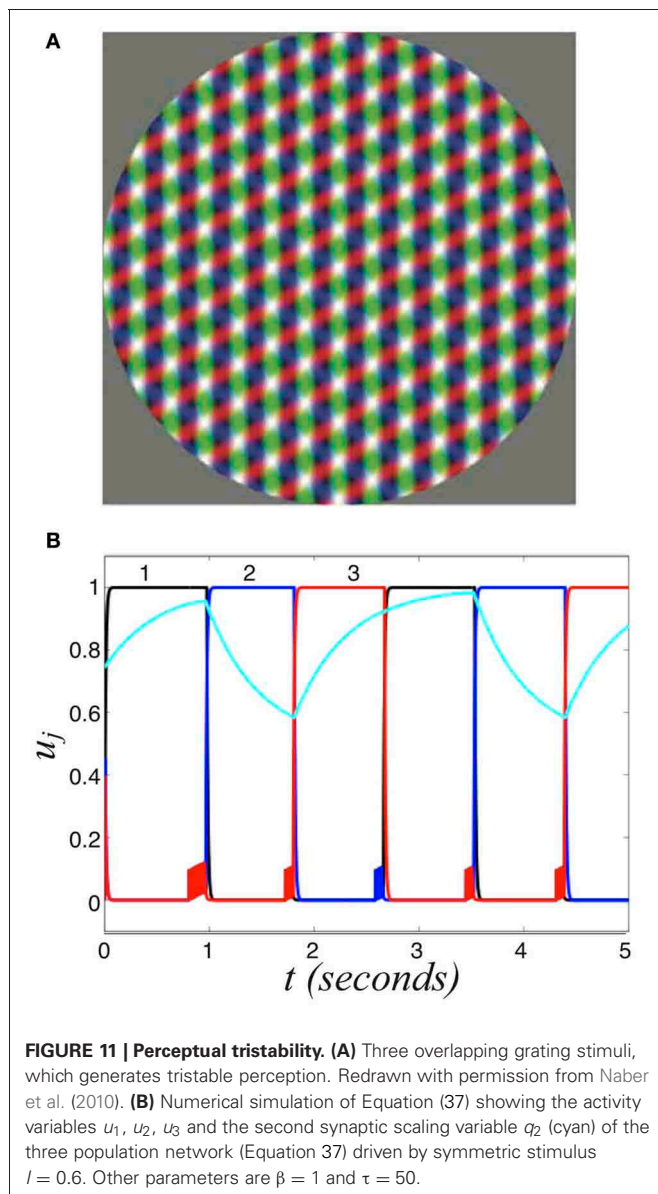 A
B
1 2 3
1
0.8
0.6
0.4
0.2
0
u_j
0 1 2 3 4 5
t (seconds)
FIGURE 11 | Perceptual tristability. (A) Three overlapping grating stimuli,
which generates tristable perception. Redrawn with permission from Naber
et al. (2010). (B) Numerical simulation of Equation (37) showing the activity
variables u1, u2, u3 and the second synaptic scaling variable q2 (cyan) of the
three population network (Equation 37) driven by symmetric stimulus
I = 0.6. Other parameters are β = 1 and τ = 50.